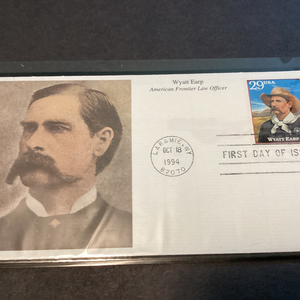 Wyatt Earp
American Frontier Law Officer
29USA
WYATT EARP
LARAMIE, WY
OCT 18
1994
82070
FIRST DAY OF IS